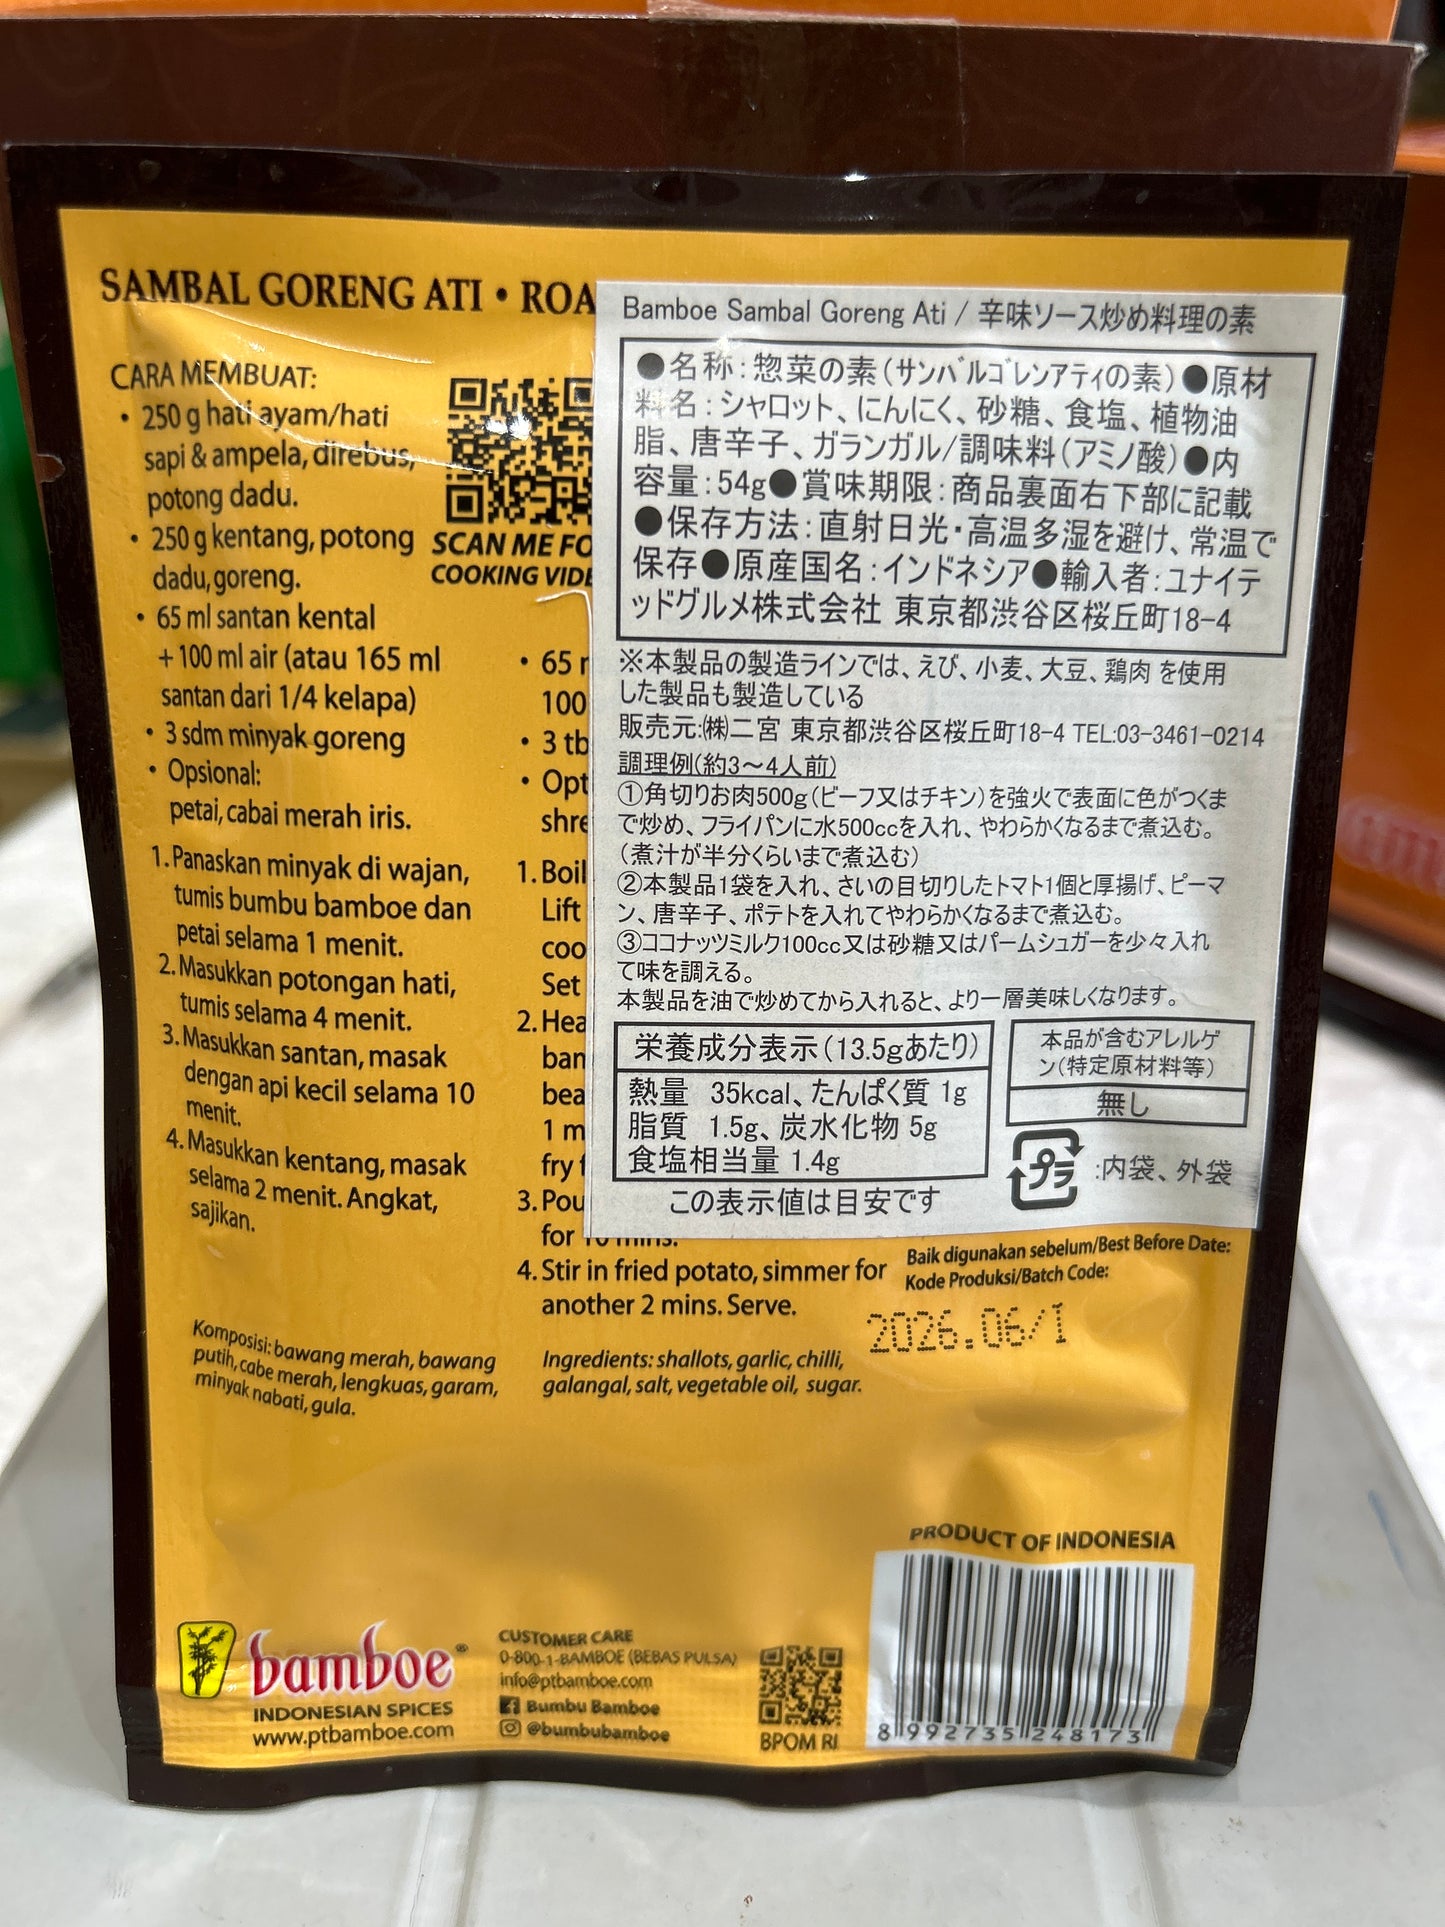 SAMBAL GORENG ATI • ROA
CARA MEMBUAT:
• 250 g hati ayam/hati
sapi & ampela, direbus,
potong dadu.
• 250 g kentang, potong
dadu, goreng.
• 65 ml santan kental
+ 100 ml air (atau 165 ml
santan dari 1/4 kelapa)
• 3 sdm minyak goreng
• Opsional:
petai, cabai merah iris.
1. Panaskan minyak di wajan,
tumis bumbu bamboe dan
petai selama 1 menit.
2. Masukkan potongan hati,
tumis selama 4 menit.
3. Masukkan santan, masak
dengan api kecil selama 10
menit.
4. Masukkan kentang, masak
selama 2 menit. Angkat,
sajikan.
Komposisi: bawang merah, bawang
putih, cabe merah, lengkuas, garam,
minyak nabati, gula.
SCAN ME FO
COOKING VIDE
• 65
100
• 3 tb
• Opt
shre
1. Boil
Lift
coo
Set
2. Hea
bam
bea
1 m
fry
3. Pou
for 10 mins.
4. Stir in fried potato, simmer for
another 2 mins. Serve.
Ingredients: shallots, garlic, chilli,
galangal, salt, vegetable oil, sugar.
Bamboe Sambal Goreng Ati / 辛味ソース炒め料理の素
●名称:惣菜の素(サンバルゴレンアティの素)●原材
料名:シャロット、にんにく、砂糖、食塩、植物油
脂、唐辛子、ガランガル/調味料(アミノ酸)●内
容量:54g●賞味期限:商品裏面右下部に記載
●保存方法:直射日光・高温多湿を避け、常温で
保存●原産国名:インドネシア●輸入者:ユナイテ
ッドグルメ株式会社 東京都渋谷区桜丘町18-4
※本製品の製造ラインでは、えび、小麦、大豆、鶏肉 を使用
した製品も製造している
販売元:㈱二宮 東京都渋谷区桜丘町18-4 TEL:03-3461-0214
調理例(約3～4人前)
①角切りお肉500g(ビーフ又はチキン)を強火で表面に色がつくま
で炒め、フライパンに水500ccを入れ、やわらかくなるまで煮込む。
(煮汁が半分くらいまで煮込む)
②本製品1袋を入れ、さいの目切りしたトマト1個と厚揚げ、ピーマ
ン、唐辛子、ポテトを入れてやわらかくなるまで煮込む。
③ココナッツミルク100cc又は砂糖又はパームシュガーを少々入れ
て味を調える。
本製品を油で炒めてから入れると、より一層美味しくなります。
栄養成分表示(13.5gあたり)
熱量 35kcal、たんぱく質 1g
脂質 1.5g、炭水化物 5g
食塩相当量 1.4g
この表示値は目安です
本品が含むアレルゲ
ン(特定原材料等)
無し
プラ :内袋、外袋
Baik digunakan sebelum/Best Before Date:
Kode Produksi/Batch Code:
2026.06/1
PRODUCT OF INDONESIA
8 992735 248173
bamboe®
INDONESIAN SPICES
www.ptbamboe.com
CUSTOMER CARE
0-800-1-BAMBOE (BEBAS PULSA)
info@ptbamboe.com
Bumbu Bamboe
@bumbubamboe
BPOM RI